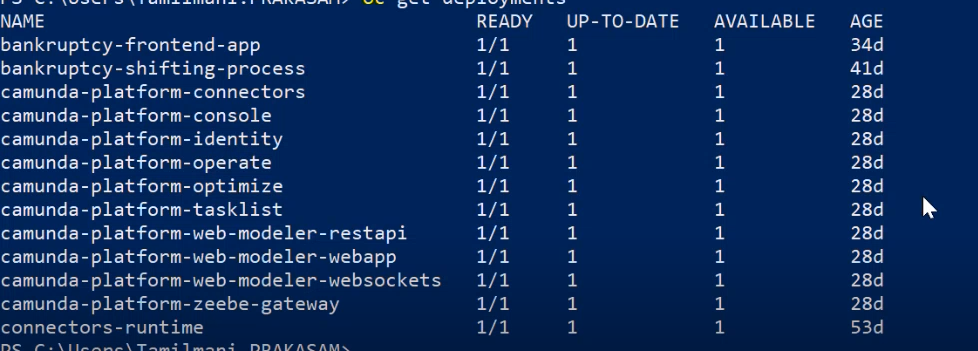 PS C:\Users\Tamilmani.PRAKASAM> oc get deployments
NAME READY UP-TO-DATE AVAILABLE AGE
bankruptcy-frontend-app 1/1 1 1 34d
bankruptcy-shifting-process 1/1 1 1 41d
camunda-platform-connectors 1/1 1 1 28d
camunda-platform-console 1/1 1 1 28d
camunda-platform-identity 1/1 1 1 28d
camunda-platform-operate 1/1 1 1 28d
camunda-platform-optimize 1/1 1 1 28d
camunda-platform-tasklist 1/1 1 1 28d
camunda-platform-web-modeler-restapi 1/1 1 1 28d
camunda-platform-web-modeler-webapp 1/1 1 1 28d
camunda-platform-web-modeler-websockets 1/1 1 1 28d
camunda-platform-zeebe-gateway 1/1 1 1 28d
connectors-runtime 1/1 1 1 53d
PS C:\Users\Tamilmani.PRAKASAM>